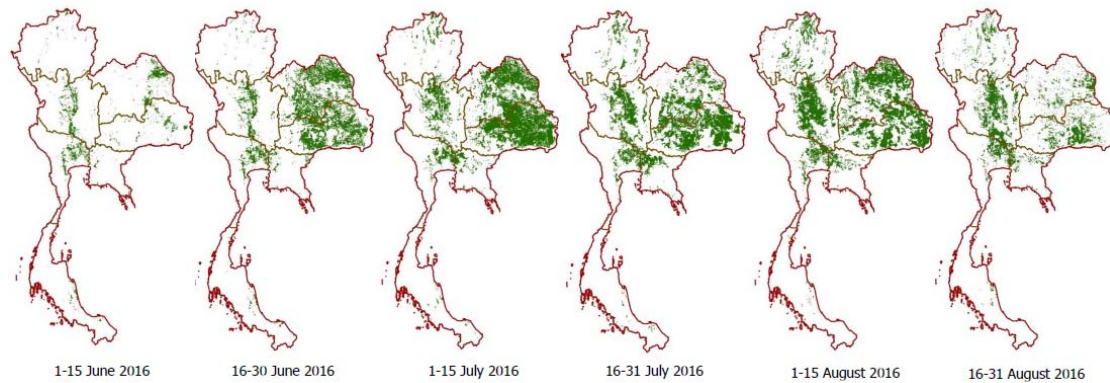 1-15 June 2016
16-30 June 2016
1-15 July 2016
16-31 July 2016
1-15 August 2016
16-31 August 2016